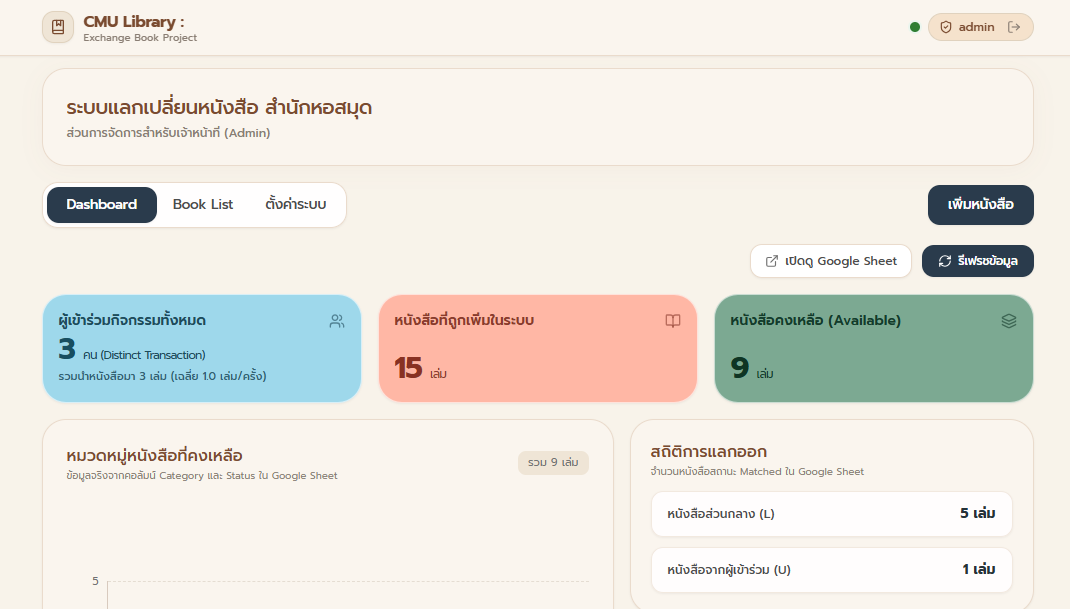 CMU Library :
Exchange Book Project
admin
ระบบแลกเปลี่ยนหนังสือ สำนักหอสมุด
ส่วนการจัดการสำหรับเจ้าหน้าที่ (Admin)
Dashboard
Book List
ตั้งค่าระบบ
เพิ่มหนังสือ
เปิดดู Google Sheet
รีเฟรชข้อมูล
ผู้เข้าร่วมกิจกรรมทั้งหมด
3 คน (Distinct Transaction)
รวมนำหนังสือมา 3 เล่ม (เฉลี่ย 1.0 เล่ม/ครั้ง)
หนังสือที่ถูกเพิ่มในระบบ
15 เล่ม
หนังสือคงเหลือ (Available)
9 เล่ม
หมวดหมู่หนังสือที่คงเหลือ
ข้อมูลจริงจากคอลัมน์ Category และ Status ใน Google Sheet
รวม 9 เล่ม
5
สถิติการแลกออก
จำนวนหนังสือสถานะ Matched ใน Google Sheet
หนังสือส่วนกลาง (L)
5 เล่ม
หนังสือจากผู้เข้าร่วม (U)
1 เล่ม